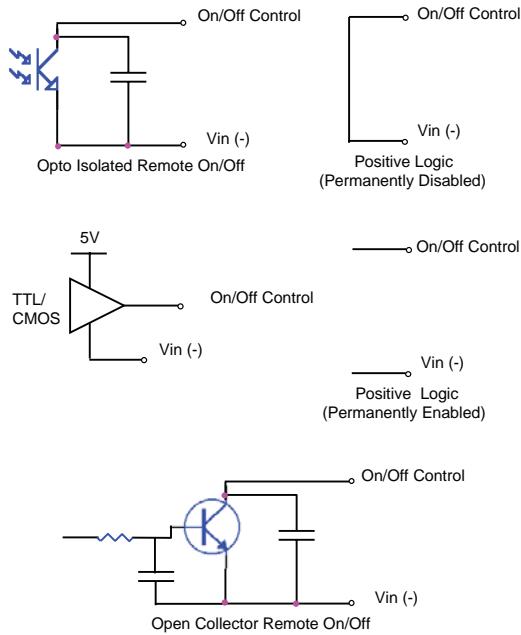 On/Off Control
Vin (-)
Opto Isolated Remote On/Off
On/Off Control
Vin (-)
Positive Logic
(Permanently Disabled)
5V
TTL/
CMOS
On/Off Control
Vin (-)
On/Off Control
Vin (-)
Positive Logic
(Permanently Enabled)
On/Off Control
Vin (-)
Open Collector Remote On/Off